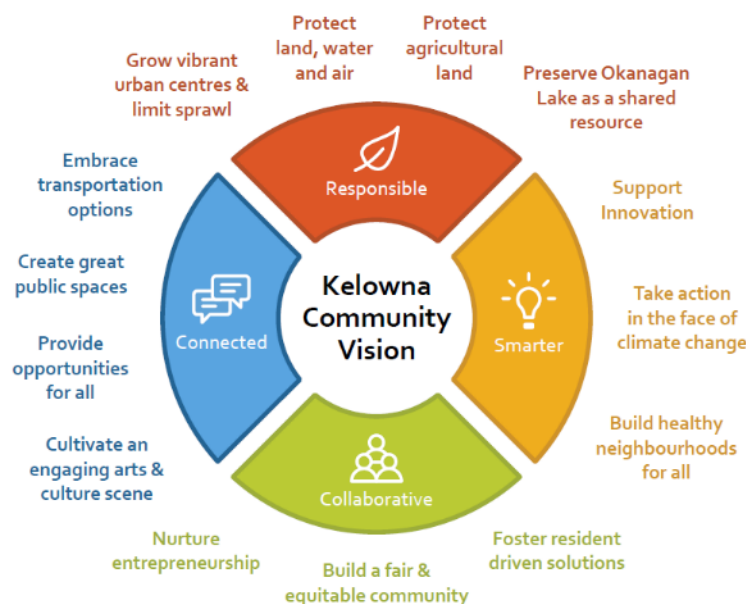 Protect
land, water
and air
Protect
agricultural
land
Grow vibrant
urban centres &
limit sprawl
Preserve Okanagan
Lake as a shared
resource
Embrace
transportation
options
Responsible
Support
Innovation
Create great
public spaces
Kelowna
Community
Vision
Connected
Smarter
Take action
in the face of
climate change
Provide
opportunities
for all
Cultivate an
engaging arts &
culture scene
Build healthy
neighbourhoods
for all
Collaborative
Nurture
entrepreneurship
Build a fair &
equitable community
Foster resident
driven solutions